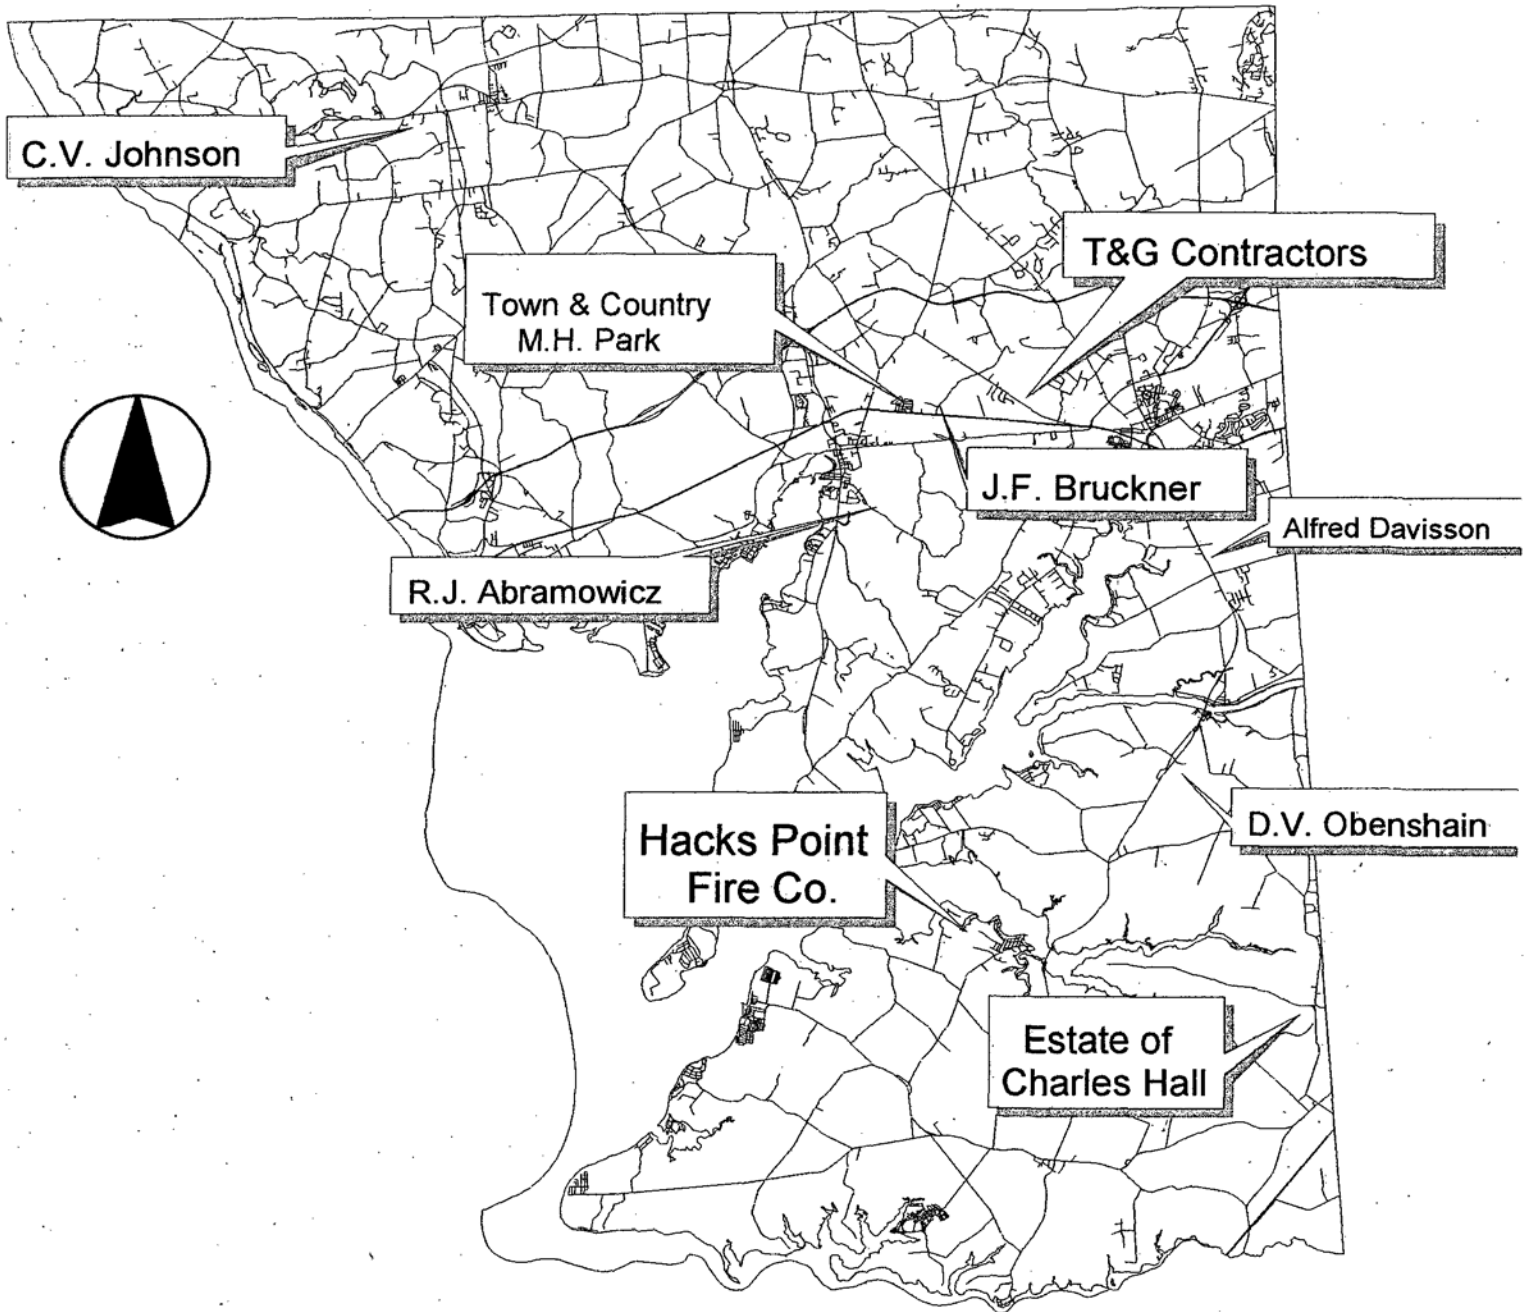 C.V. Johnson
T&G Contractors
Town & Country
M.H. Park
J.F. Bruckner
Alfred Davisson
R.J. Abramowicz
D.V. Obenshain
Hacks Point
Fire Co.
Estate of
Charles Hall